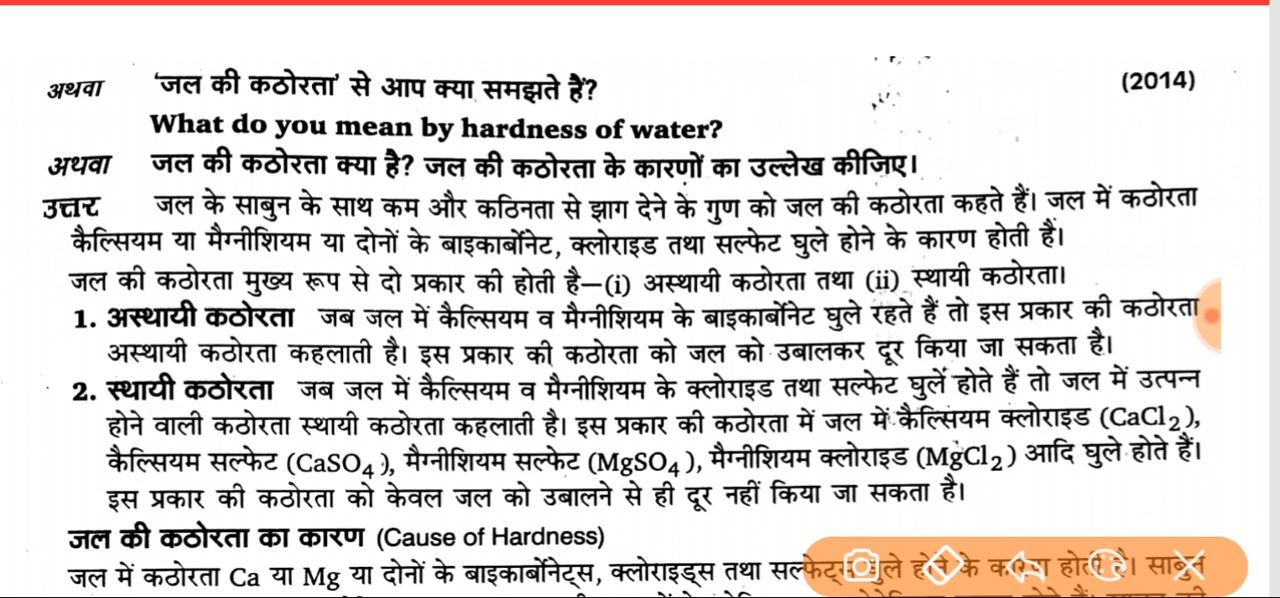 अथवा 'जल की कठोरता' से आप क्या समझते हैं? (2014)
What do you mean by hardness of water?
अथवा जल की कठोरता क्या है? जल की कठोरता के कारणों का उल्लेख कीजिए।
उत्तर जल के साबुन के साथ कम और कठिनता से झाग देने के गुण को जल की कठोरता कहते हैं। जल में कठोरता
कैल्सियम या मैग्नीशियम या दोनों के बाइकार्बोनेट, क्लोराइड तथा सल्फेट घुले होने के कारण होती हैं।
जल की कठोरता मुख्य रूप से दो प्रकार की होती है—(i) अस्थायी कठोरता तथा (ii) स्थायी कठोरता।
1. अस्थायी कठोरता जब जल में कैल्सियम व मैग्नीशियम के बाइकार्बोनेट घुले रहते हैं तो इस प्रकार की कठोरता
अस्थायी कठोरता कहलाती है। इस प्रकार की कठोरता को जल को उबालकर दूर किया जा सकता है।
2. स्थायी कठोरता जब जल में कैल्सियम व मैग्नीशियम के क्लोराइड तथा सल्फेट घुलें होते हैं तो जल में उत्पन्न
होने वाली कठोरता स्थायी कठोरता कहलाती है। इस प्रकार की कठोरता में जल में कैल्सियम क्लोराइड (CaCl₂),
कैल्सियम सल्फेट (CaSO₄), मैग्नीशियम सल्फेट (MgSO₄), मैग्नीशियम क्लोराइड (MgCl₂) आदि घुले होते हैं।
इस प्रकार की कठोरता को केवल जल को उबालने से ही दूर नहीं किया जा सकता है।
जल की कठोरता का कारण (Cause of Hardness)
जल में कठोरता Ca या Mg या दोनों के बाइकार्बोनेट्स, क्लोराइड्स तथा सल्फेट्स घुले होने के कारण होती है। साबुन